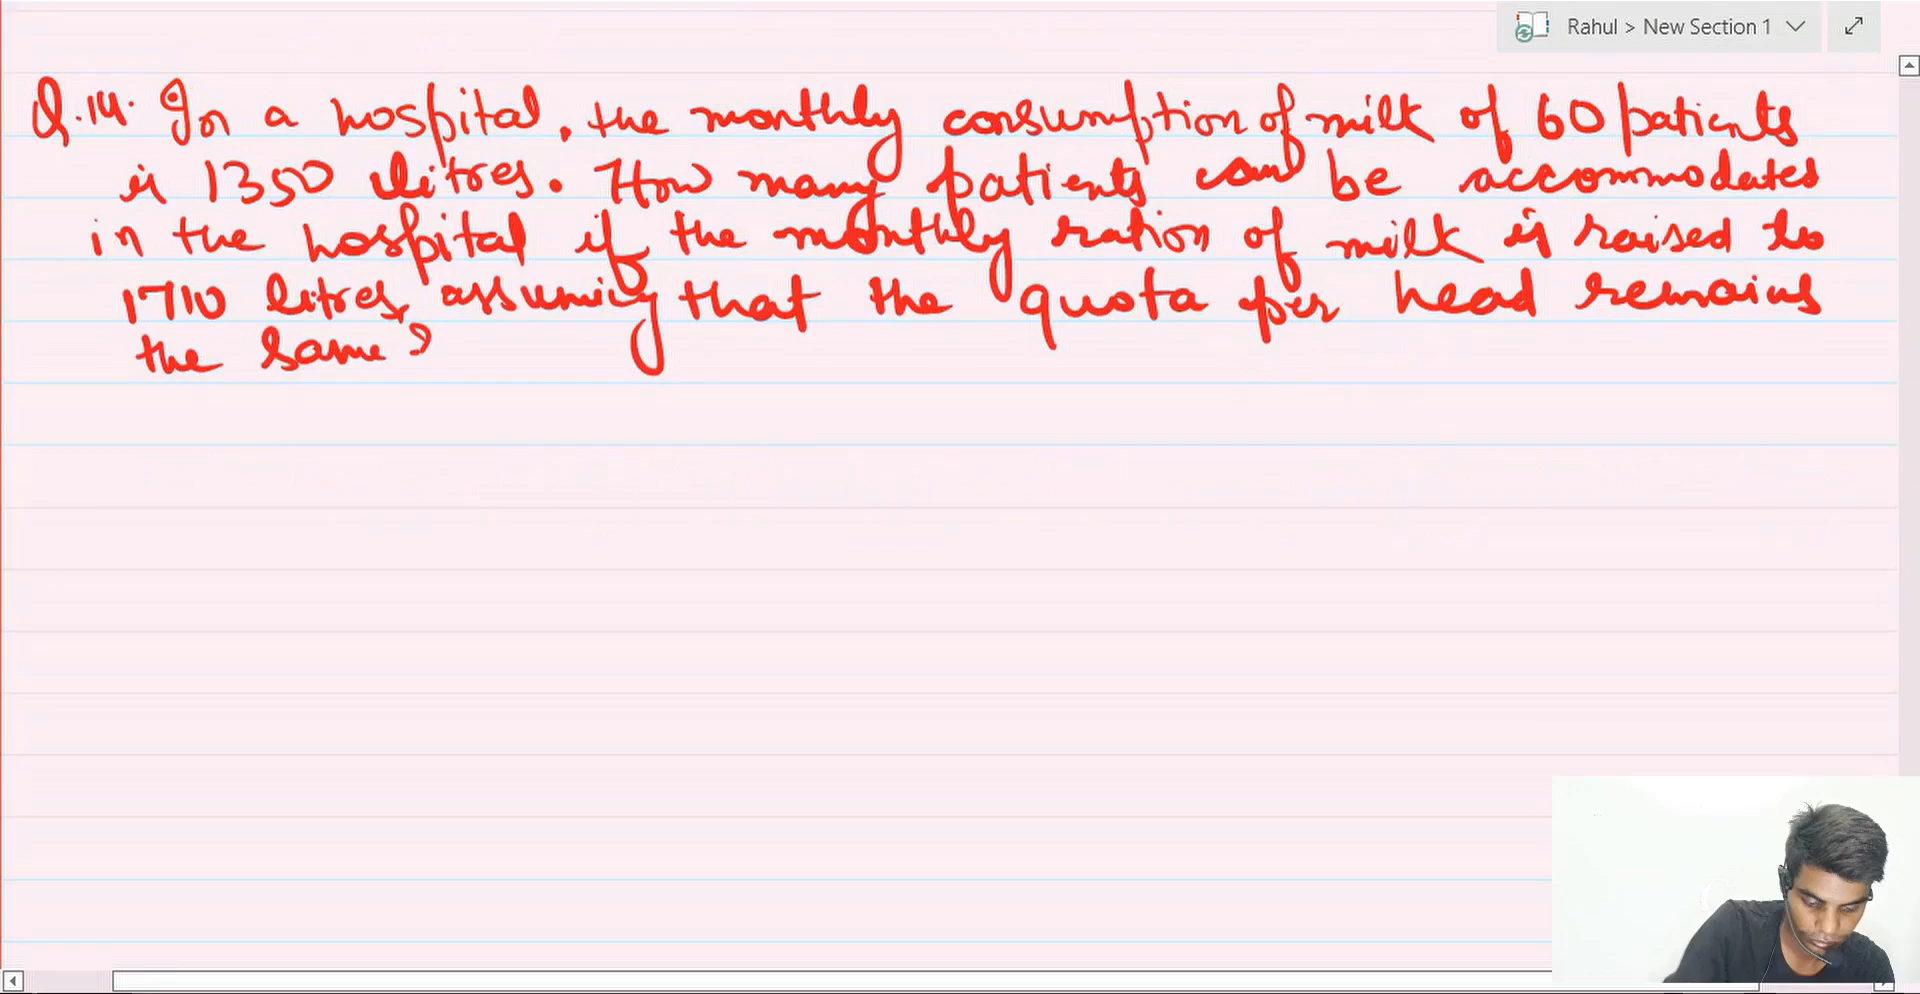 Rahul > New Section 1
Q.14. In a hospital, the monthly consumption of milk of 60 patients
is 1350 litres. How many patients can be accommodated
in the hospital if the monthly ration of milk is raised to
1710 litres, assuming that the quota per head remains
the same?